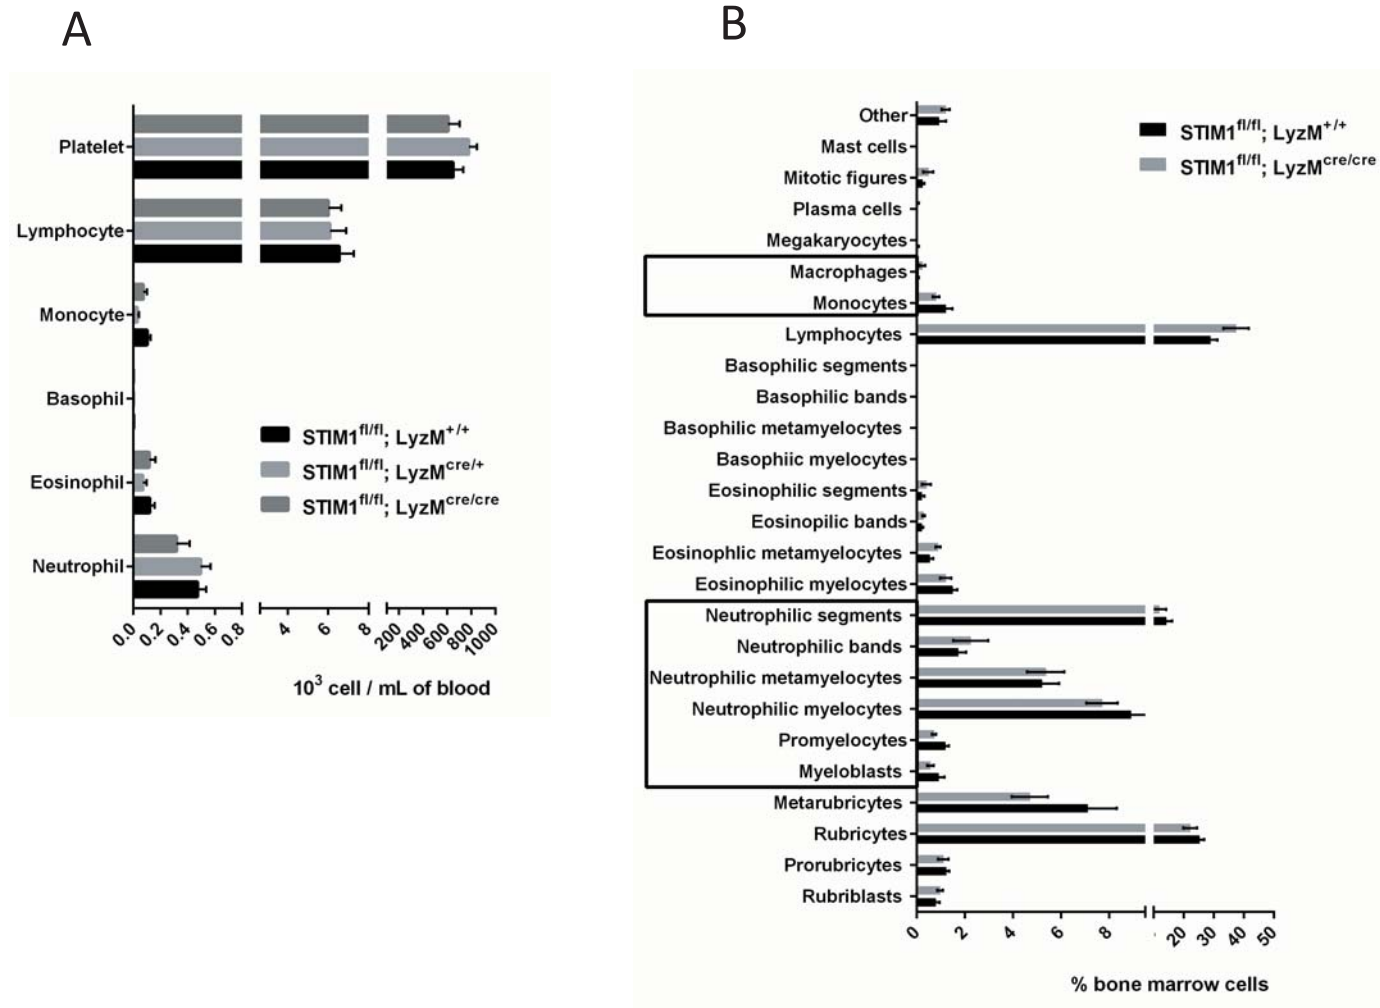 A
Platelet
Lymphocyte
Monocyte
Basophil
Eosinophil
Neutrophil
STIM1fl/fl; LyzM+/+
STIM1fl/fl; LyzMcre/+
STIM1fl/fl; LyzMcre/cre
0.0 0.2 0.4 0.6 0.8 4 6 8 200 400 600 800 1000
10³ cell / mL of blood
B
Other
Mast cells
Mitotic figures
Plasma cells
Megakaryocytes
Macrophages
Monocytes
Lymphocytes
Basophilic segments
Basophilic bands
Basophilic metamyelocytes
Basophiic myelocytes
Eosinophilic segments
Eosinopilic bands
Eosinophlic metamyelocytes
Eosinophilic myelocytes
Neutrophilic segments
Neutrophilic bands
Neutrophilic metamyelocytes
Neutrophilic myelocytes
Promyelocytes
Myeloblasts
Metarubricytes
Rubricytes
Prorubricytes
Rubriblasts
STIM1fl/fl; LyzM+/+
STIM1fl/fl; LyzMcre/cre
0 2 4 6 8 20 30 40 50
% bone marrow cells